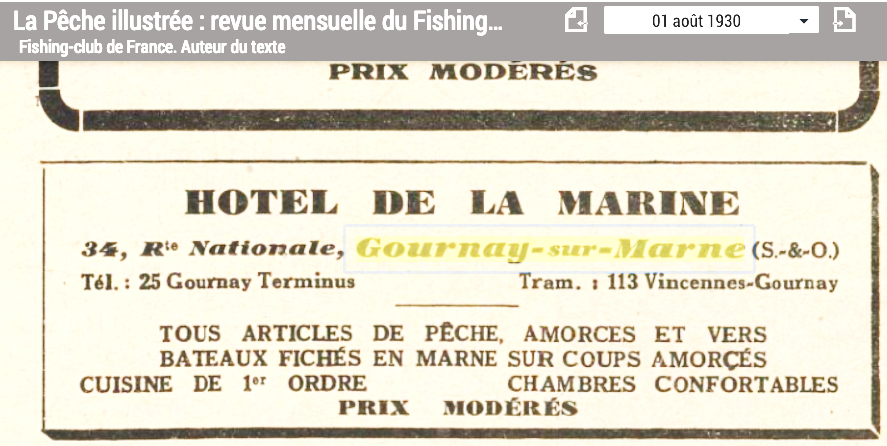 La Pêche illustrée : revue mensuelle du Fishing...
01 août 1930
Fishing-club de France. Auteur du texte
PRIX MODÉRÉS
HOTEL DE LA MARINE
34, Rte Nationale, Gournay-sur-Marne (S.-&-O.)
Tél. : 25 Gournay Terminus Tram. : 113 Vincennes-Gournay
TOUS ARTICLES DE PÊCHE, AMORCES ET VERS
BATEAUX FICHÉS EN MARNE SUR COUPS AMORÇÉS
CUISINE DE 1er ORDRE CHAMBRES CONFORTABLES
PRIX MODÉRÉS